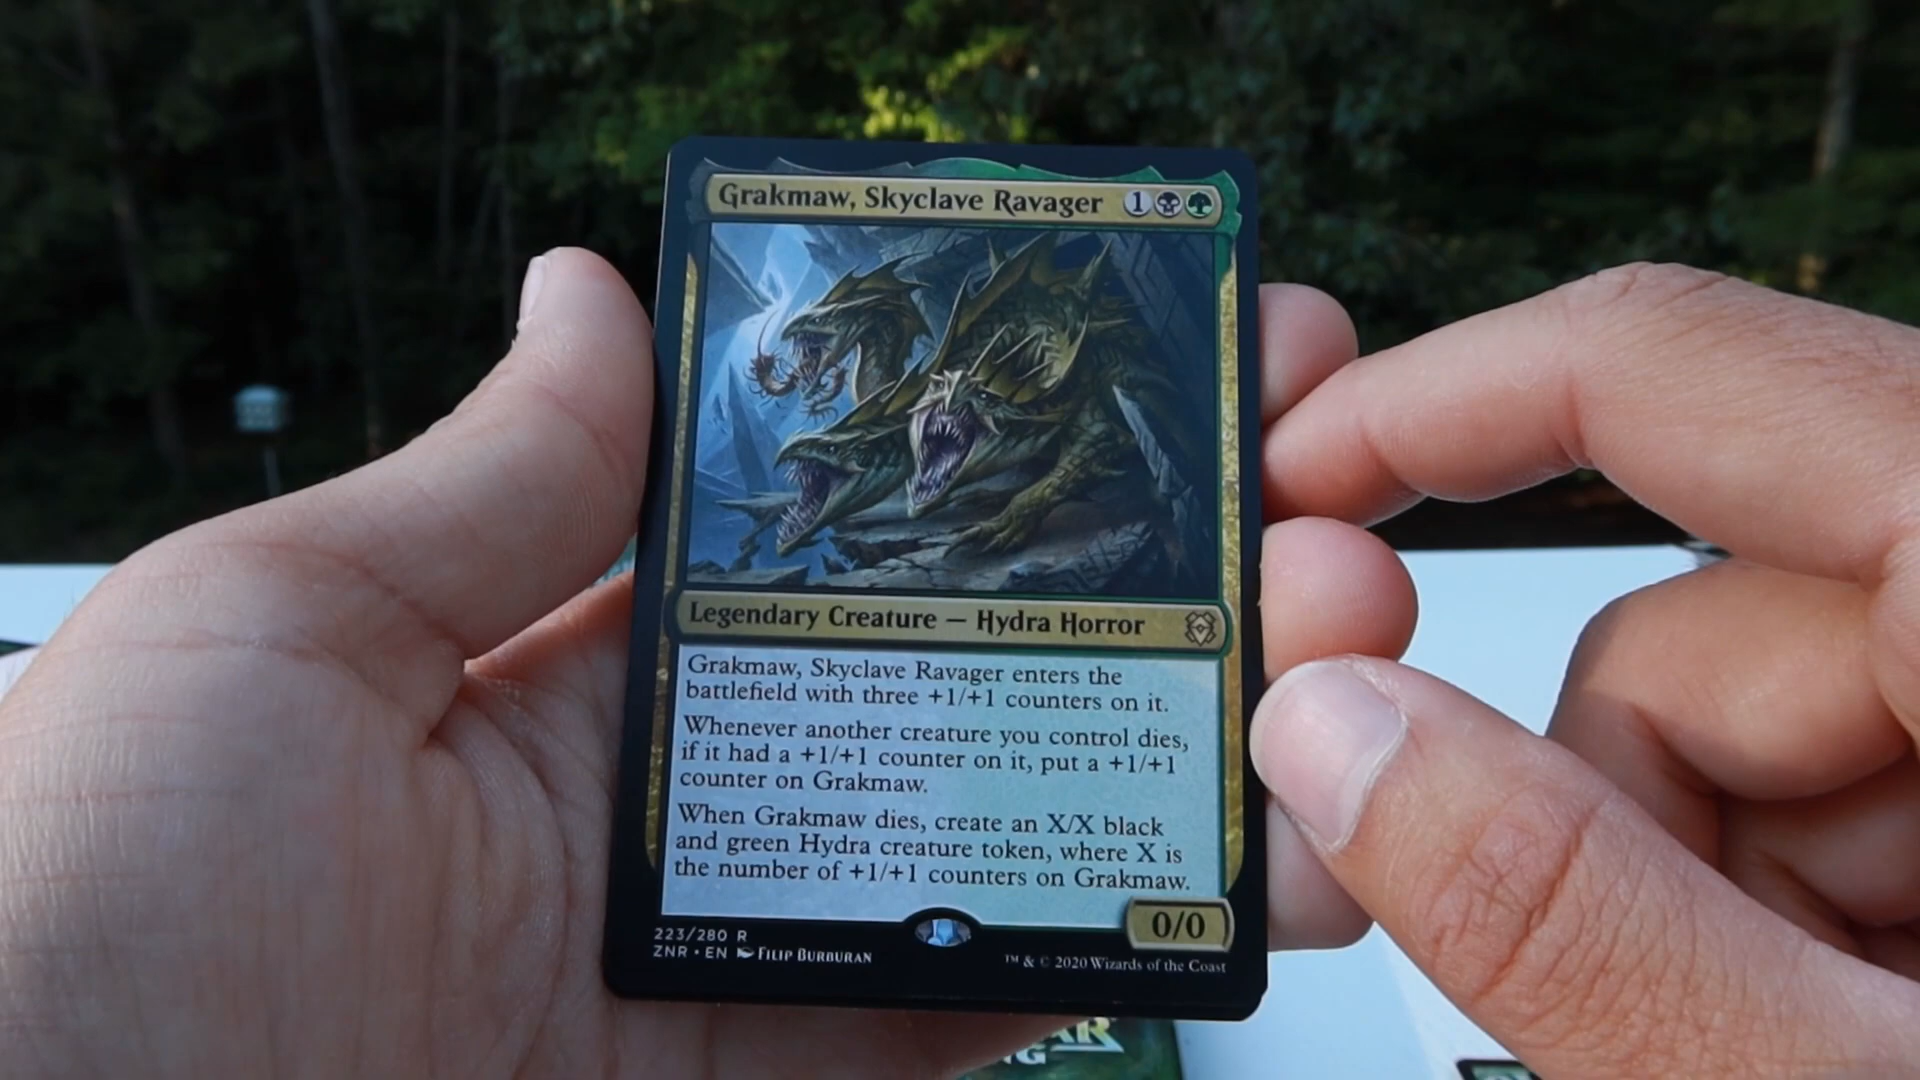 Grakmaw, Skyclave Ravager 1
Legendary Creature — Hydra Horror
Grakmaw, Skyclave Ravager enters the
battlefield with three +1/+1 counters on it.
Whenever another creature you control dies,
if it had a +1/+1 counter on it, put a +1/+1
counter on Grakmaw.
When Grakmaw dies, create an X/X black
and green Hydra creature token, where X is
the number of +1/+1 counters on Grakmaw.
0/0
223/280 R
ZNR • EN Filip Burburan
™ & © 2020 Wizards of the Coast